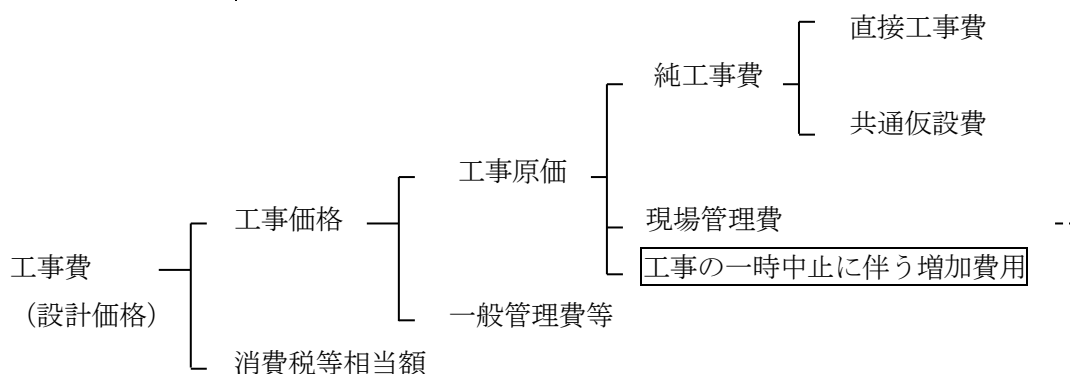 直接工事費
純工事費
共通仮設費
工事原価
工事価格
現場管理費
工事費
工事の一時中止に伴う増加費用
(設計価格)
一般管理費等
消費税等相当額